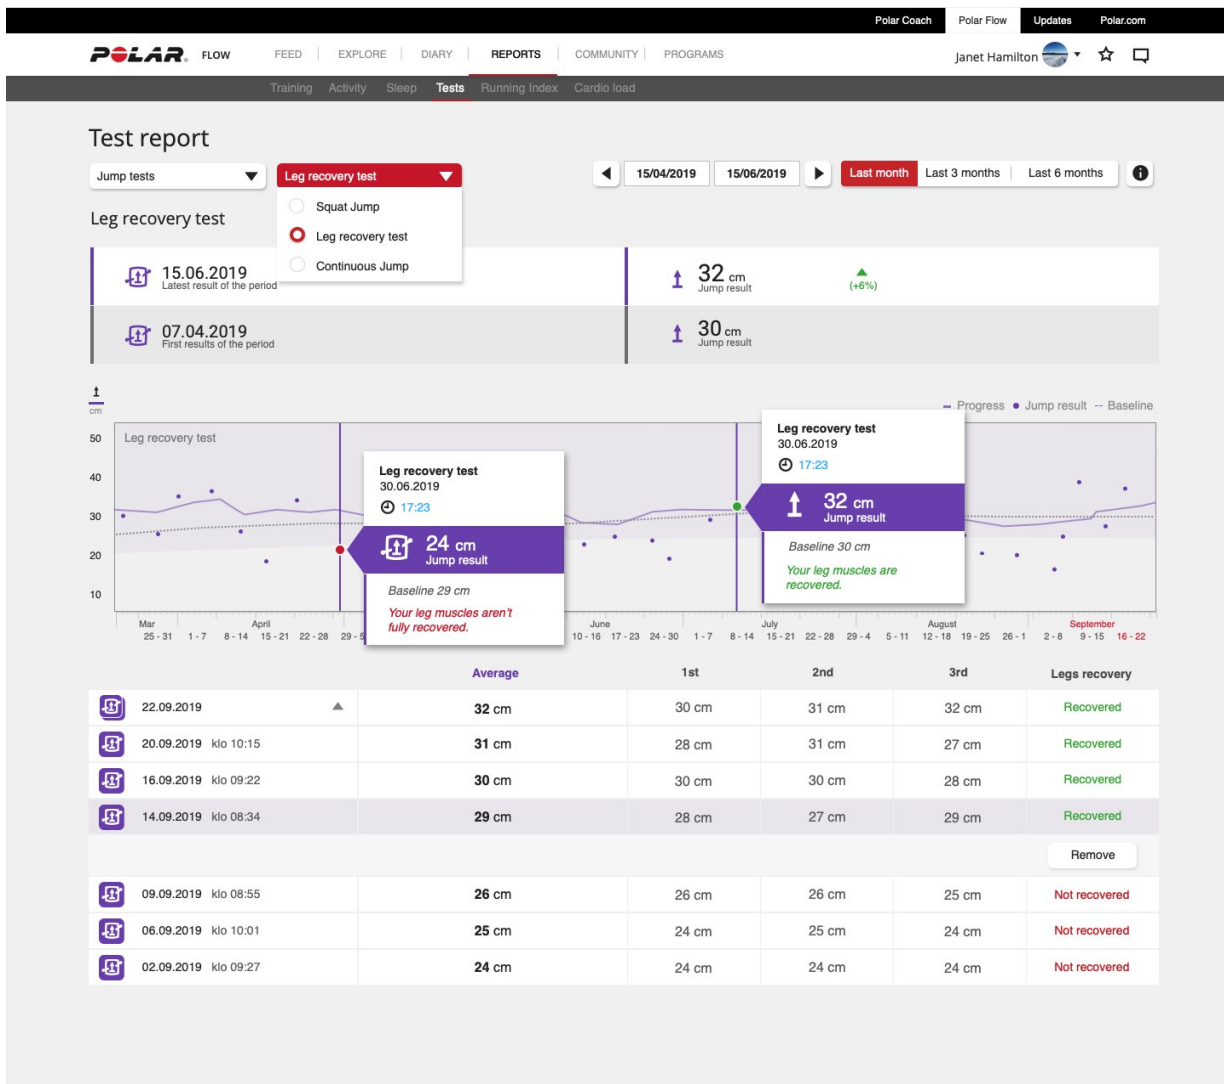 Polar Coach Polar Flow Updates Polar.com
POLAR. FLOW FEED EXPLORE DIARY REPORTS COMMUNITY PROGRAMS Janet Hamilton
Training Activity Sleep Tests Running Index Cardio load
Test report
Jump tests Leg recovery test 15/04/2019 15/06/2019 Last month Last 3 months Last 6 months i
Squat Jump
Leg recovery test
Leg recovery test
Continuous Jump
15.06.2019
Latest result of the period
32 cm
Jump result
(+6%)
07.04.2019
First results of the period
30 cm
Jump result
cm
Progress Jump result Baseline
50
40
30
20
10
Leg recovery test
Leg recovery test
30.06.2019
17:23
24 cm
Jump result
Baseline 29 cm
Your leg muscles aren't
fully recovered.
Leg recovery test
30.06.2019
17:23
32 cm
Jump result
Baseline 30 cm
Your leg muscles are
recovered.
Mar April June July August September
25 - 31 1 - 7 8 - 14 15 - 21 22 - 28 29 - 5 10 - 16 17 - 23 24 - 30 1 - 7 8 - 14 15 - 21 22 - 28 29 - 4 5 - 11 12 - 18 19 - 25 26 - 1 2 - 8 9 - 15 16 - 22
Average 1st 2nd 3rd Legs recovery
22.09.2019 32 cm 30 cm 31 cm 32 cm Recovered
20.09.2019 klo 10:15 31 cm 28 cm 31 cm 27 cm Recovered
16.09.2019 klo 09:22 30 cm 30 cm 30 cm 28 cm Recovered
14.09.2019 klo 08:34 29 cm 28 cm 27 cm 29 cm Recovered
Remove
09.09.2019 klo 08:55 26 cm 26 cm 26 cm 25 cm Not recovered
06.09.2019 klo 10:01 25 cm 24 cm 25 cm 24 cm Not recovered
02.09.2019 klo 09:27 24 cm 24 cm 24 cm 24 cm Not recovered